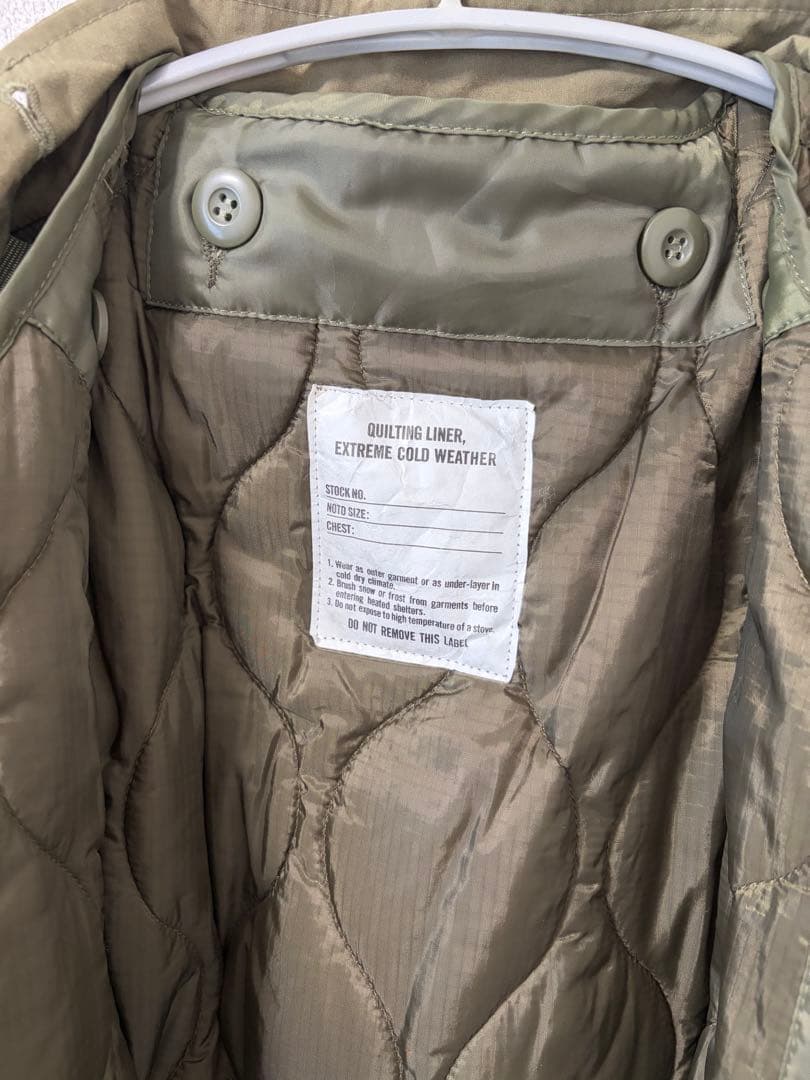 QUILTING LINER,
EXTREME COLD WEATHER
STOCK NO.
NOTD SIZE:
CHEST:
1. Wear as outer garment or as under-layer in
cold dry climate.
2. Brush snow or frost from garments before
entering heated shelters.
3. Do not expose to high temperature of a stove.
DO NOT REMOVE THIS LABEL